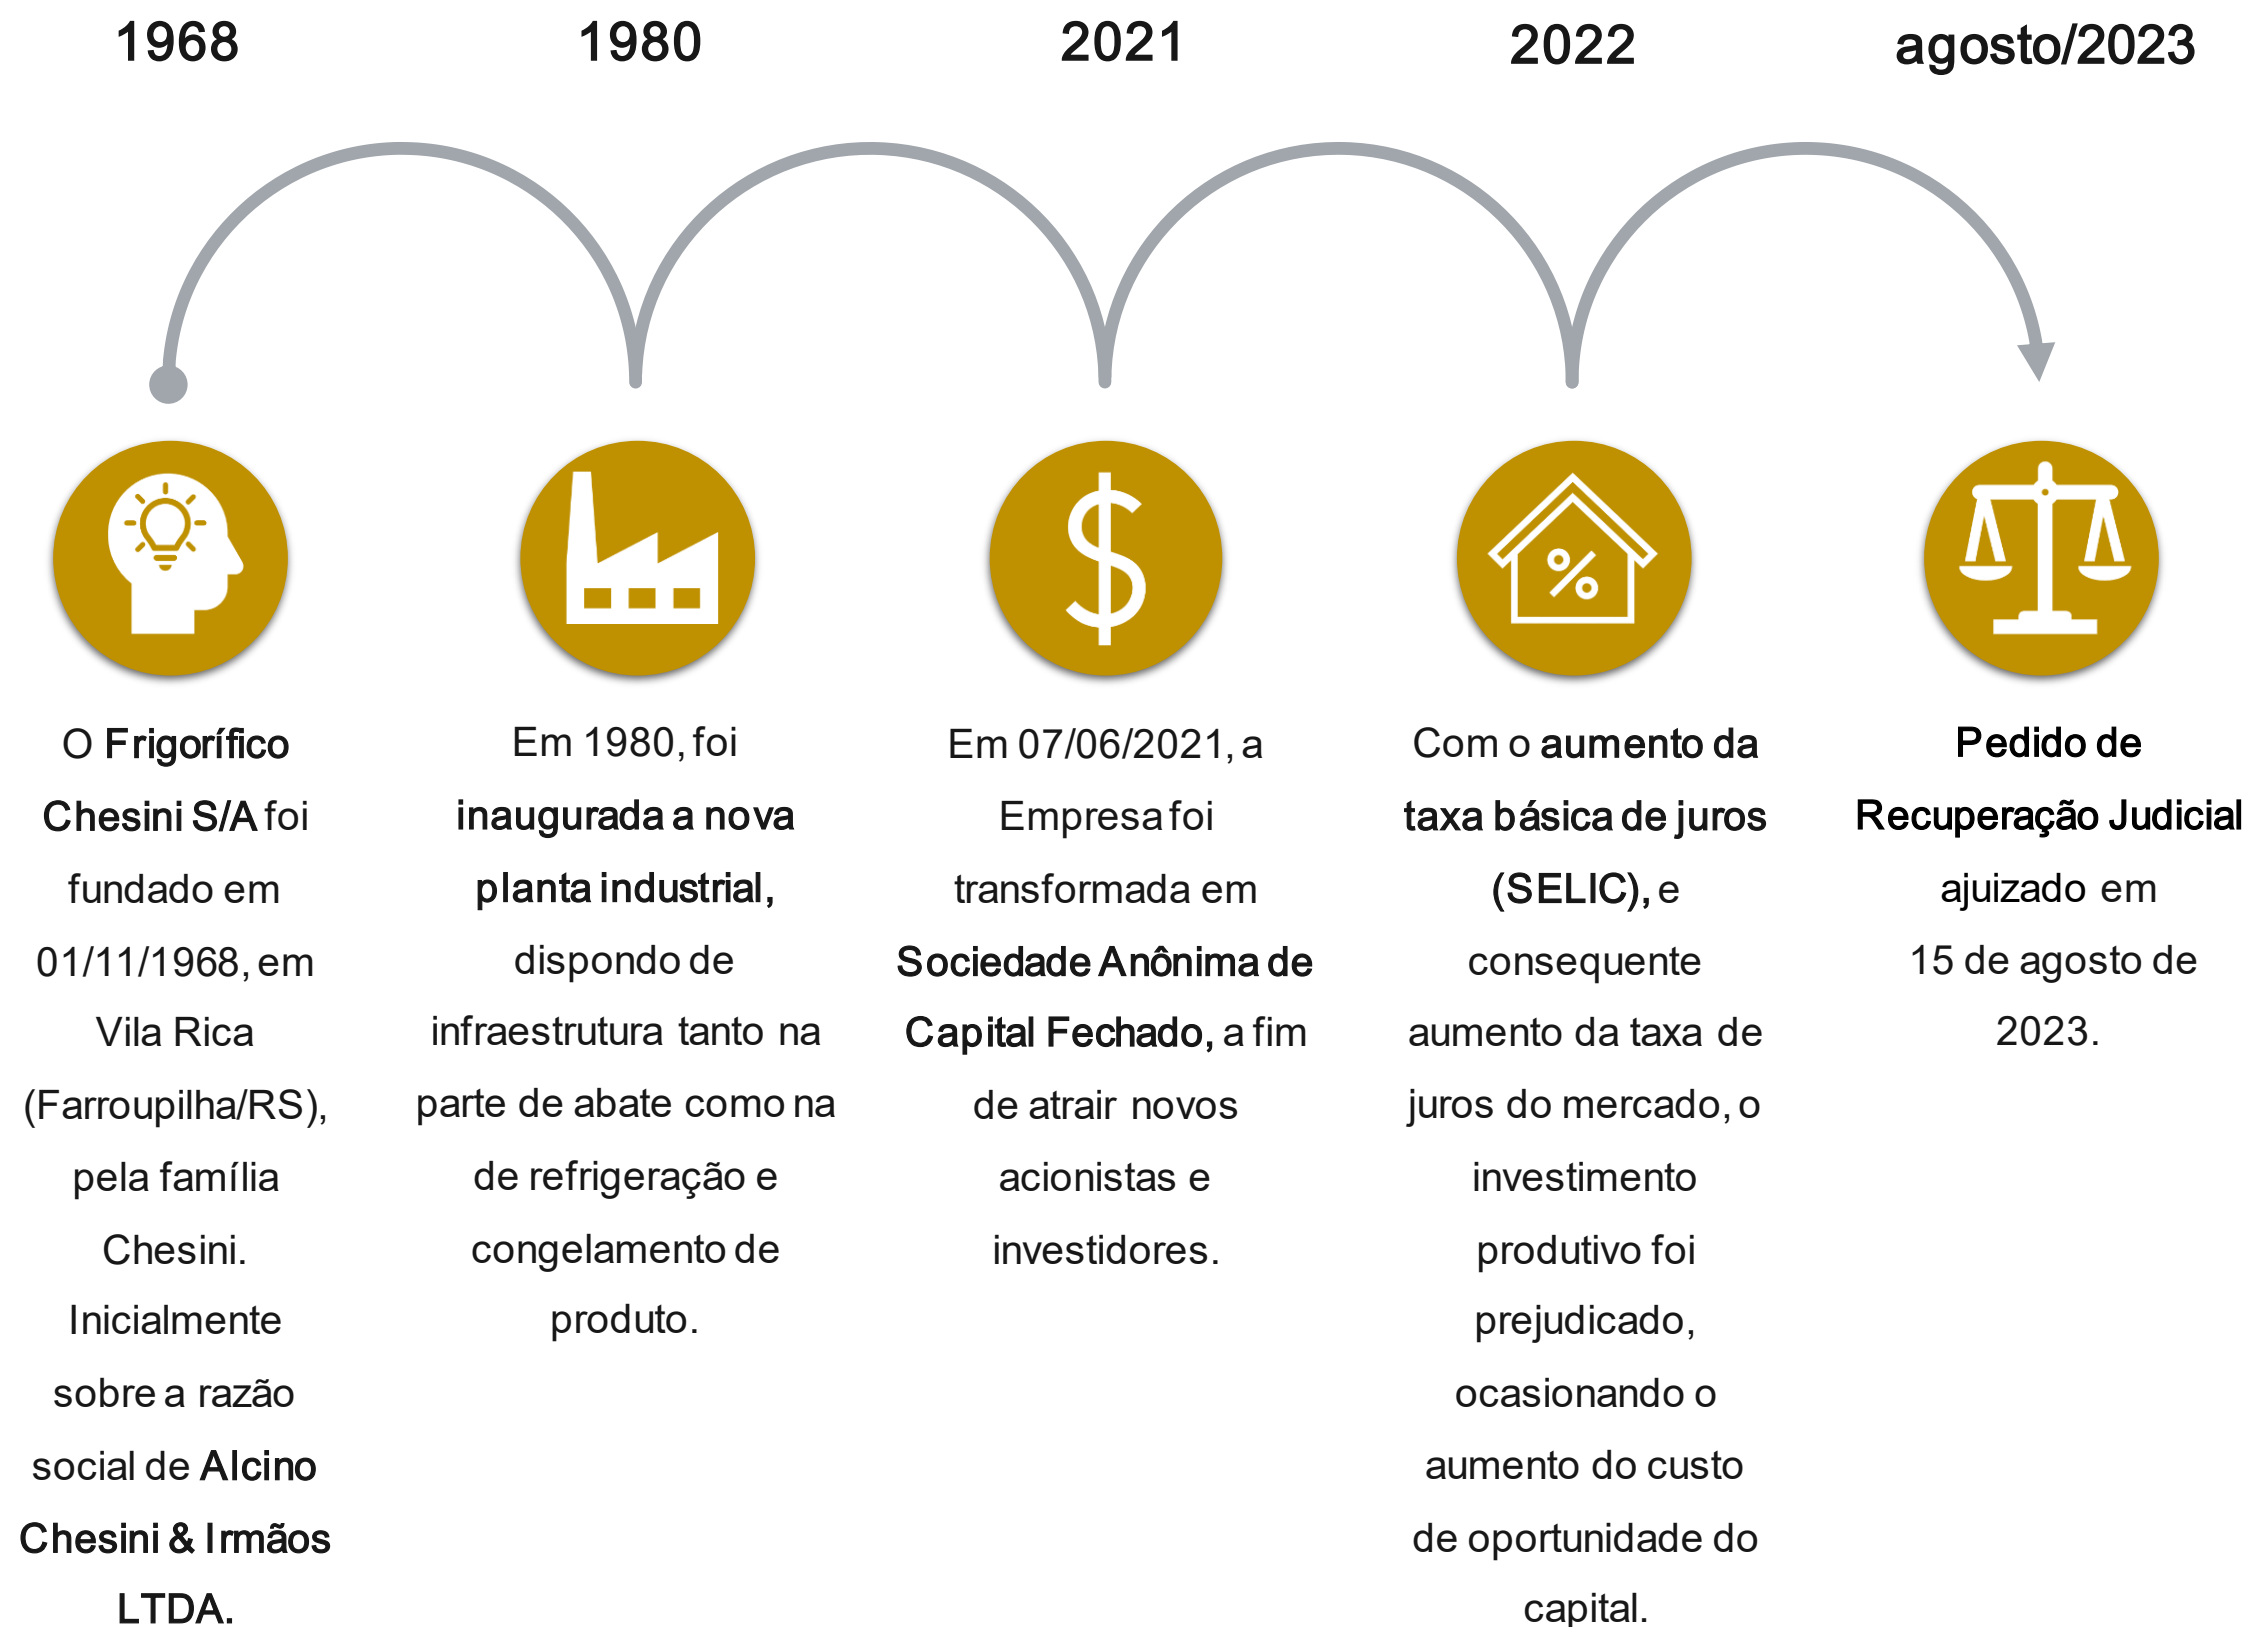 1968
1980
2021
2022
agosto/2023
O Frigorífico
Chesini S/A foi
fundado em
01/11/1968, em
Vila Rica
(Farroupilha/RS),
pela família
Chesini.
Inicialmente
sobre a razão
social de Alcino
Chesini & Irmãos
LTDA.
Em 1980, foi
inaugurada a nova
planta industrial,
dispondo de
infraestrutura tanto na
parte de abate como na
de refrigeração e
congelamento de
produto.
Em 07/06/2021, a
Empresa foi
transformada em
Sociedade Anônima de
Capital Fechado, a fim
de atrair novos
acionistas e
investidores.
Com o aumento da
taxa básica de juros
(SELIC), e
consequente
aumento da taxa de
juros do mercado, o
investimento
produtivo foi
prejudicado,
ocasionando o
aumento do custo
de oportunidade do
capital.
Pedido de
Recuperação Judicial
ajuizado em
15 de agosto de
2023.